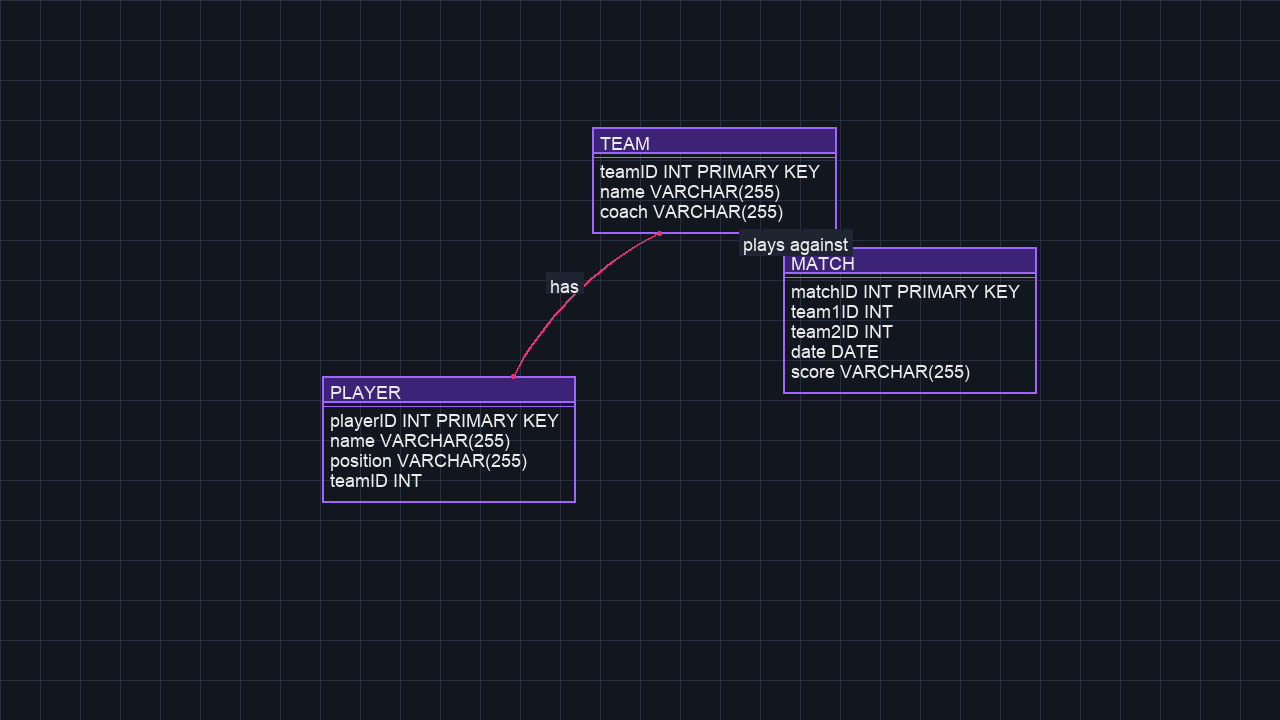 TEAM
teamID INT PRIMARY KEY
name VARCHAR(255)
coach VARCHAR(255)
plays against
MATCH
matchID INT PRIMARY KEY
team1ID INT
team2ID INT
date DATE
score VARCHAR(255)
has
PLAYER
playerID INT PRIMARY KEY
name VARCHAR(255)
position VARCHAR(255)
teamID INT